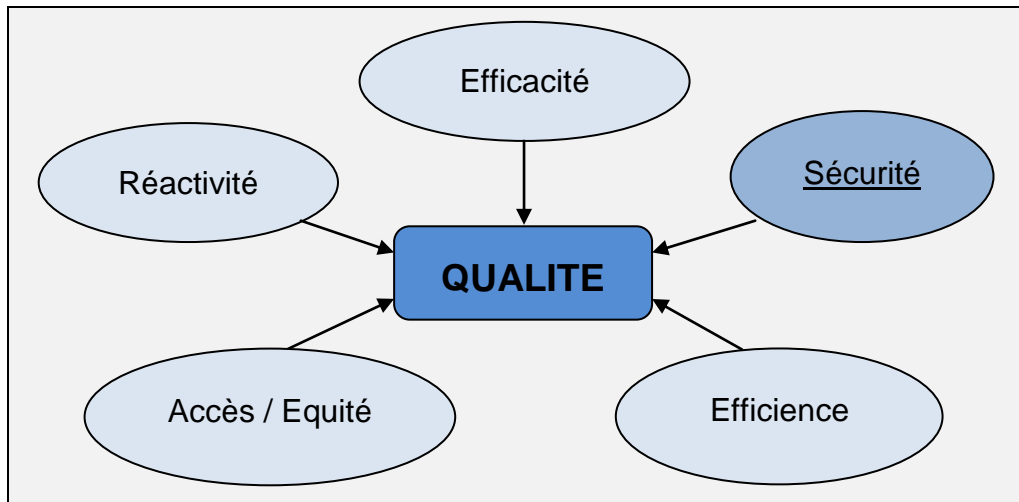 Efficacité
Réactivité
Sécurité
QUALITE
Accès / Equité
Efficience